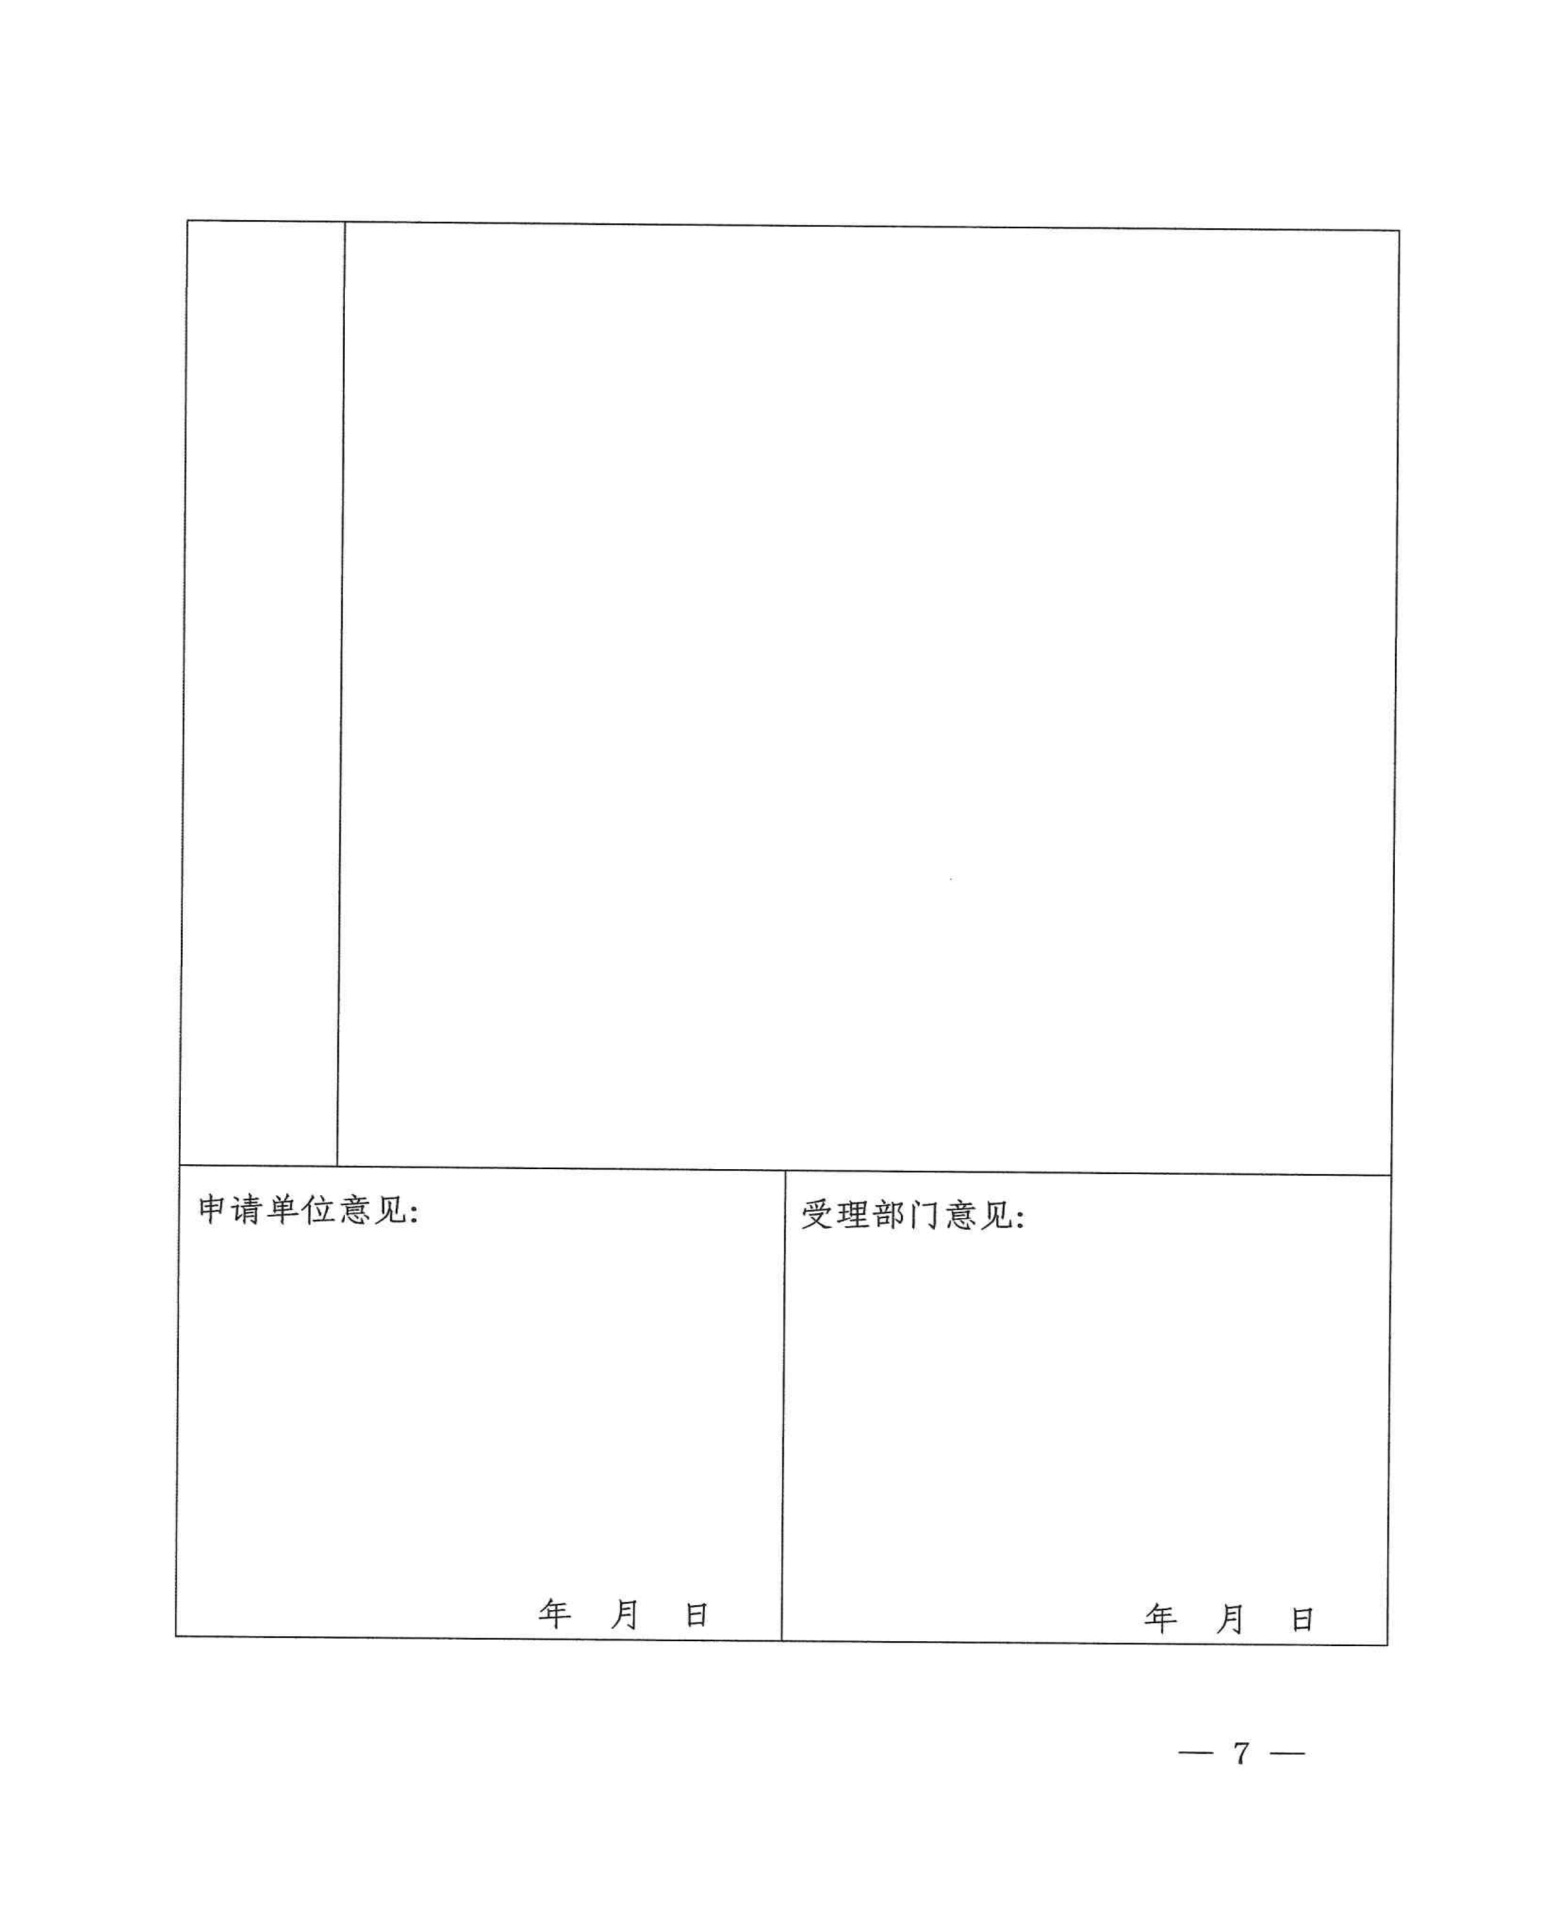 申请单位意见:
年 月 日
受理部门意见:
年 月 日
— 7 —